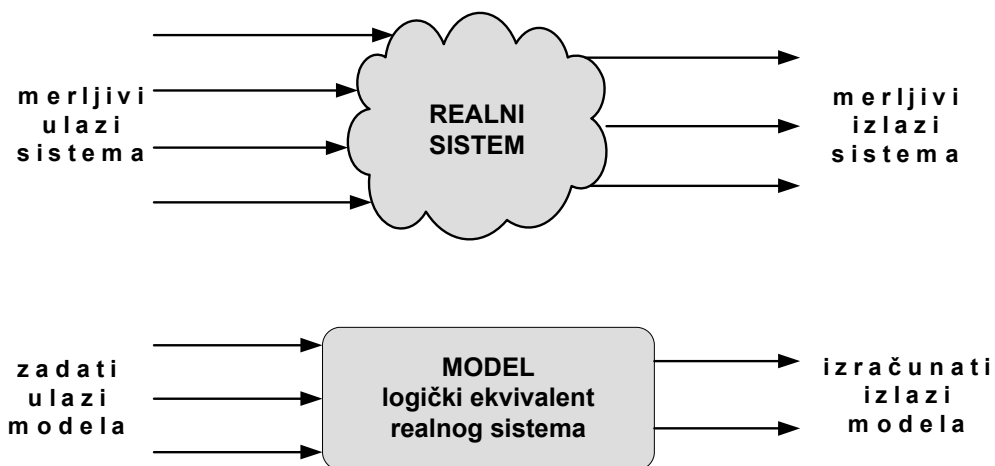 merljivi
ulazi
sistema
REALNI
SISTEM
merljivi
izlazi
sistema
zadati
ulazi
modela
MODEL
logički ekvivalent
realnog sistema
izračunati
izlazi
modela